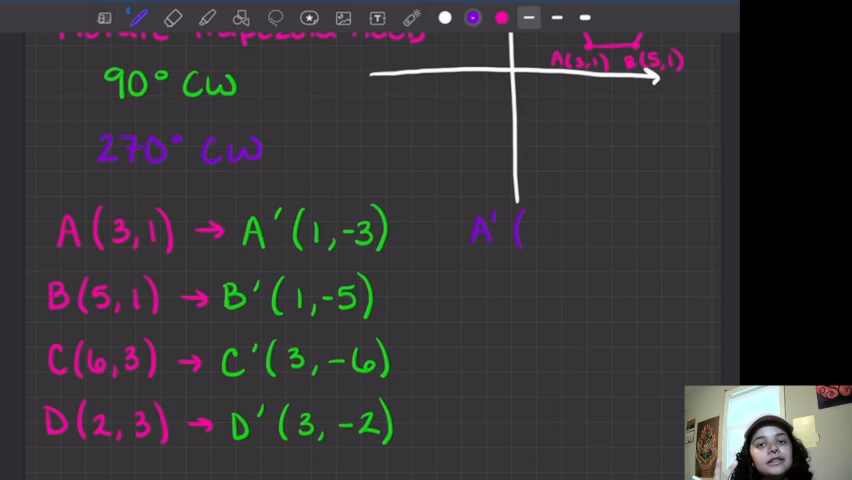 A(3,1) B(5,1)
90° CW
270° CW
A(3,1) → A'(1,-3) A'(
B(5,1) → B'(1,-5)
C(6,3) → C'(3,-6)
D(2,3) → D'(3,-2)